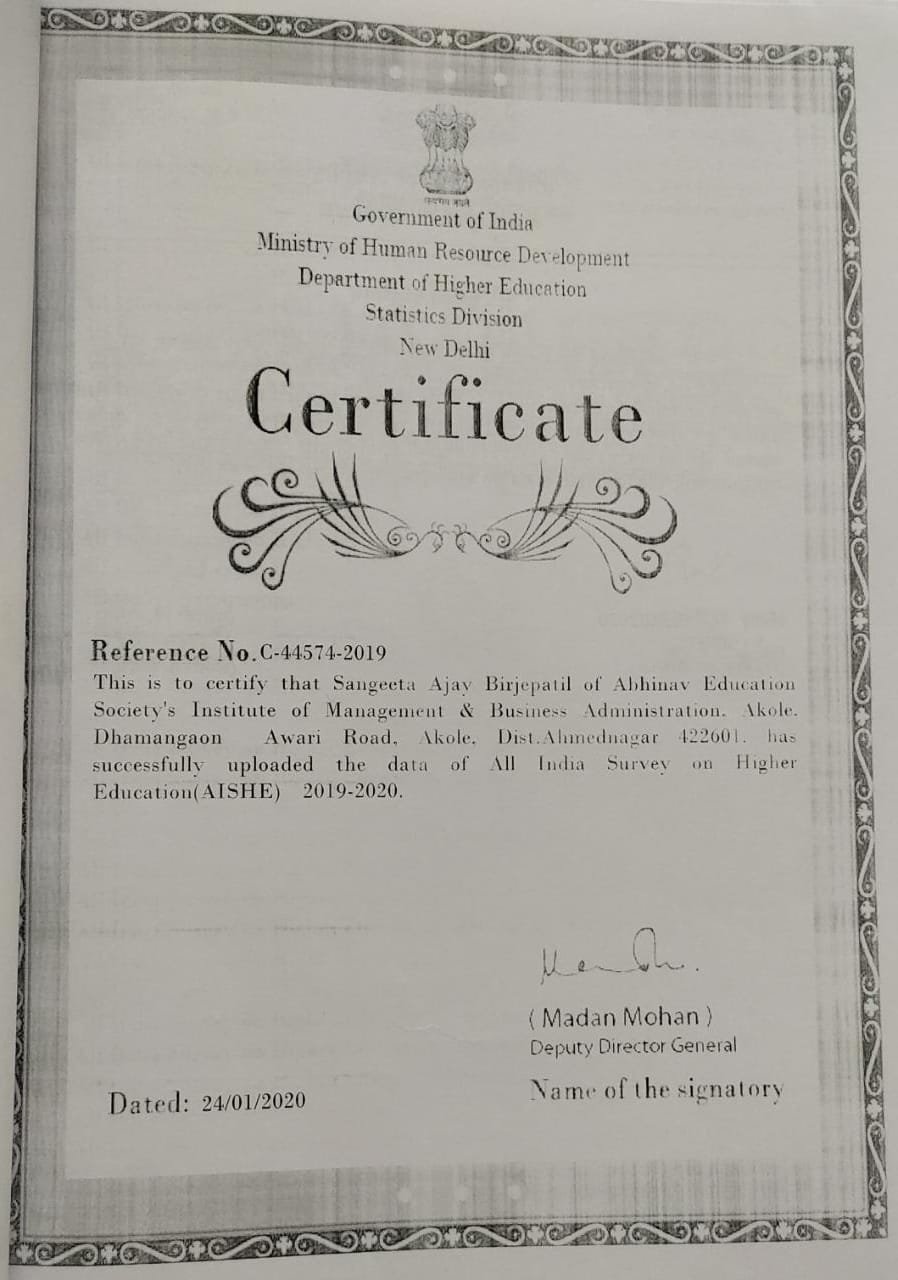 सत्यमेव जयते
Government of India
Ministry of Human Resource Development
Department of Higher Education
Statistics Division
New Delhi
Certificate
Reference No.C-44574-2019
This is to certify that Sangeeta Ajay Birjepatil of Abhinav Education
Society's Institute of Management & Business Administration, Akole.
Dhamangaon Awari Road, Akole, Dist.Ahmednagar 422601. has
successfully uploaded the data of All India Survey on Higher
Education(AISHE) 2019-2020.
( Madan Mohan )
Deputy Director General
Name of the signatory
Dated: 24/01/2020